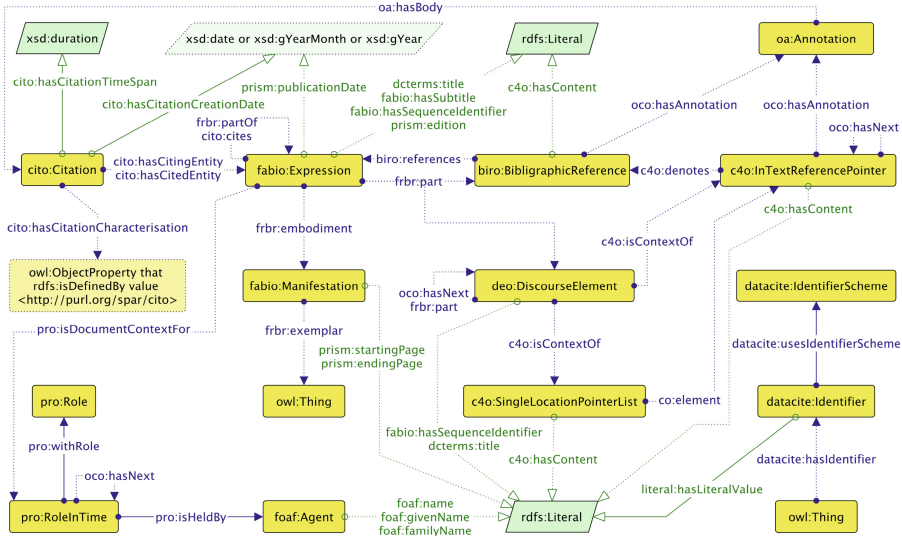 oa:hasBody
xsd:duration
xsd:date or xsd:gYearMonth or xsd:gYear
rdfs:Literal
oa:Annotation
cito:hasCitationTimeSpan
cito:hasCitationCreationDate
prism:publicationDate
dcterms:title
fabio:hasSubtitle
fabio:hasSequenceIdentifier
prism:edition
c4o:hasContent
oco:hasAnnotation
oco:hasAnnotation
oco:hasNext
frbr:partOf
cito:cites
cito:Citation
cito:hasCitingEntity
cito:hasCitedEntity
fabio:Expression
biro:references
frbr:part
biro:BibligraphicReference
c4o:denotes
c4o:InTextReferencePointer
c4o:hasContent
cito:hasCitationCharacterisation
frbr:embodiment
c4o:isContextOf
owl:ObjectProperty that
rdfs:isDefinedBy value
<http://purl.org/spar/cito>
fabio:Manifestation
oco:hasNext
frbr:part
deo:DiscourseElement
datacite:IdentifierScheme
pro:isDocumentContextFor
frbr:exemplar
prism:startingPage
prism:endingPage
c4o:isContextOf
datacite:usesIdentifierScheme
pro:Role
owl:Thing
c4o:SingleLocationPointerList
co:element
datacite:Identifier
pro:withRole
fabio:hasSequenceIdentifier
dcterms:title
c4o:hasContent
datacite:hasIdentifier
oco:hasNext
literal:hasLiteralValue
pro:RoleInTime
pro:isHeldBy
foaf:Agent
foaf:name
foaf:givenName
foaf:familyName
rdfs:Literal
owl:Thing